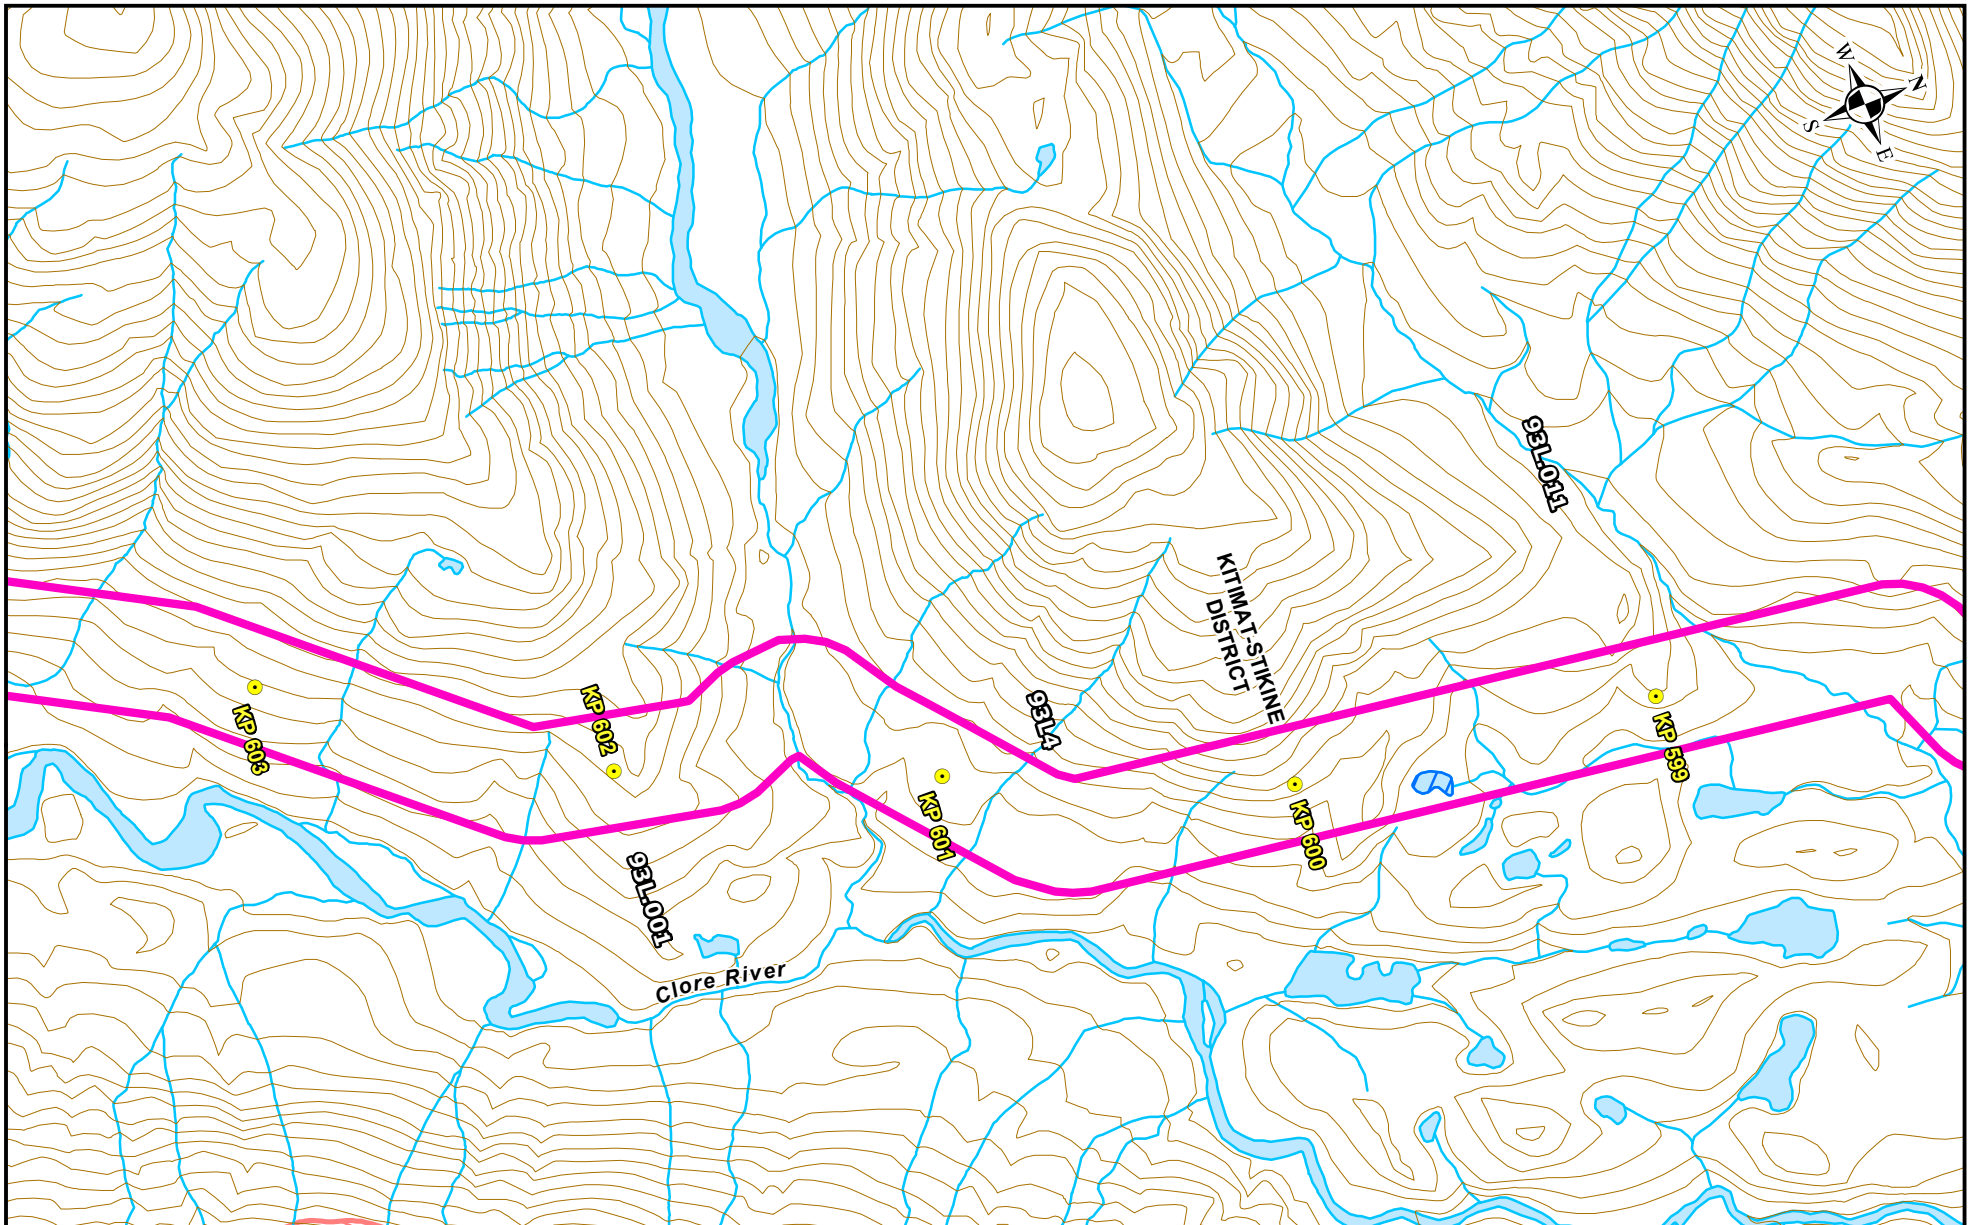 W
N
S
E
93L.011
KITIMAT-STIKINE
DISTRICT
KP 603
KP 602
93L4
KP 599
KP 601
KP 600
93L.001
Clore River